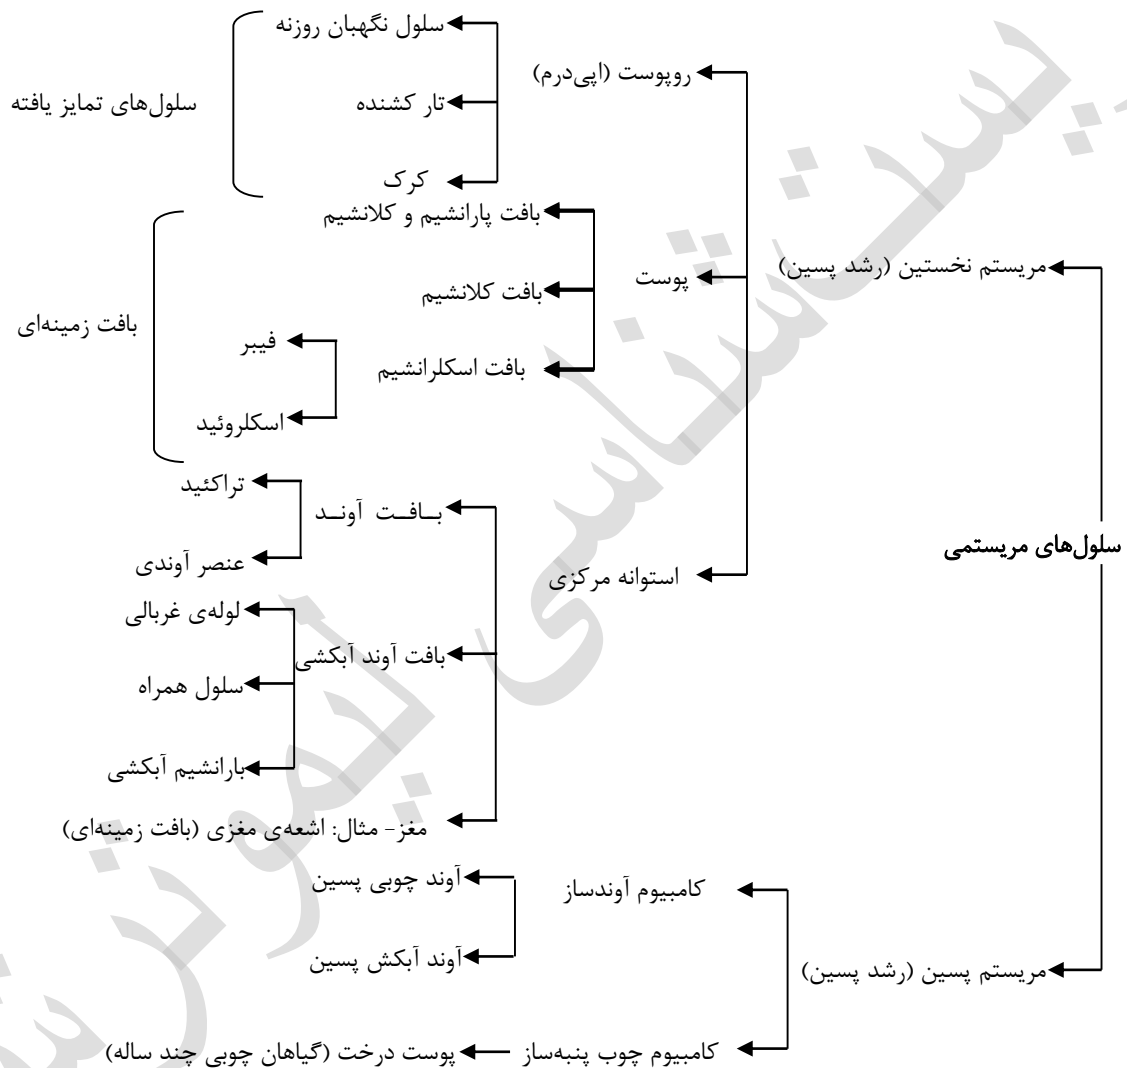 سلول‌های مریستمی
مریستم نخستین (رشد پسین)
روپوست (اپی‌درم)
سلول نگهبان روزنه
تار کشنده
کرک
سلول‌های تمایز یافته
پوست
بافت پارانشیم و کلانشیم
بافت کلانشیم
بافت اسکلرانشیم
فیبر
اسکلروئید
بافت زمینه‌ای
استوانه مرکزی
بـافــت آونــد
تراکئید
عنصر آوندی
بافت آوند آبکشی
لوله‌ی غربالی
سلول همراه
بارانشیم آبکشی
مغز- مثال: اشعه‌ی مغزی (بافت زمینه‌ای)
مریستم پسین (رشد پسین)
کامبیوم آوندساز
آوند چوبی پسین
آوند آبکش پسین
کامبیوم چوب پنبه‌ساز
پوست درخت (گیاهان چوبی چند ساله)